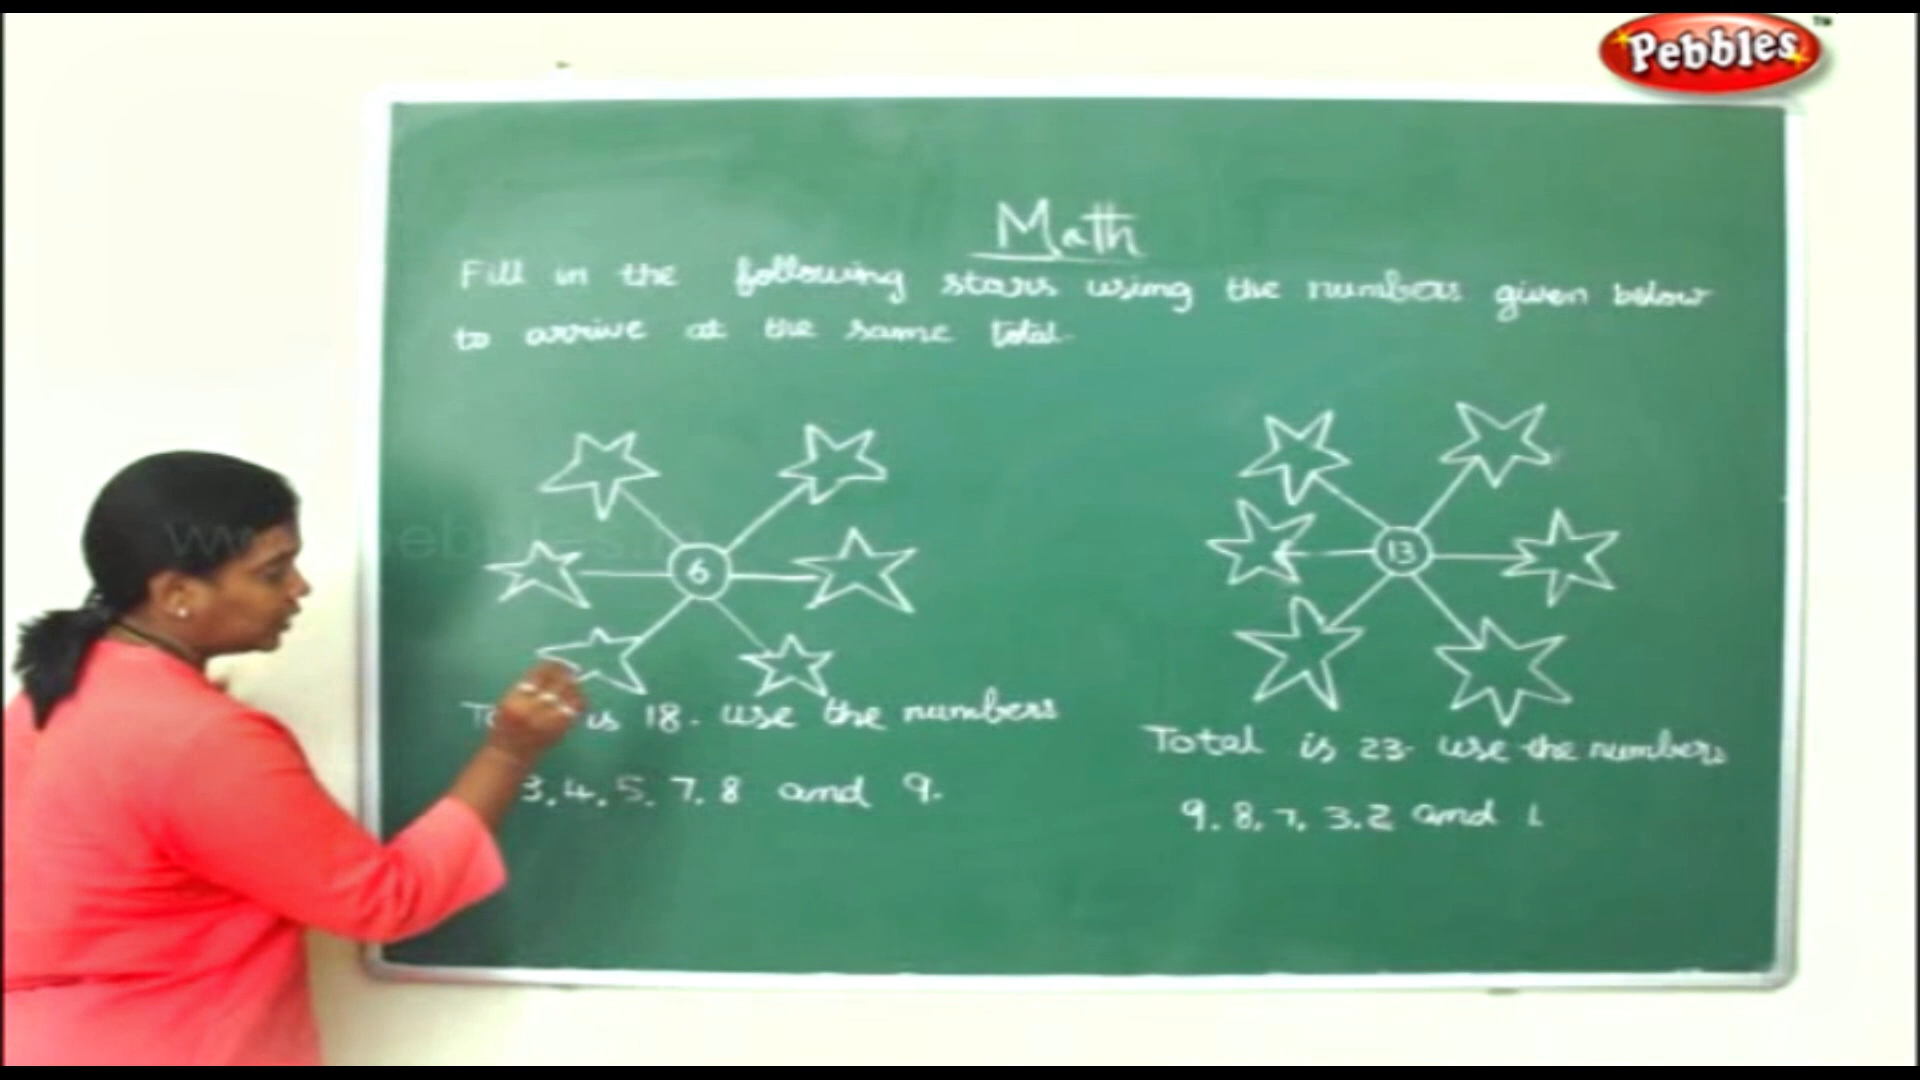 Pebbles™
Math
Fill in the following stars using the numbers given below
to arrive at the same total.
6
13
is 18. use the numbers
3, 4, 5, 7, 8 and 9.
Total is 23. use the numbers
9, 8, 7, 3, 2 and 1